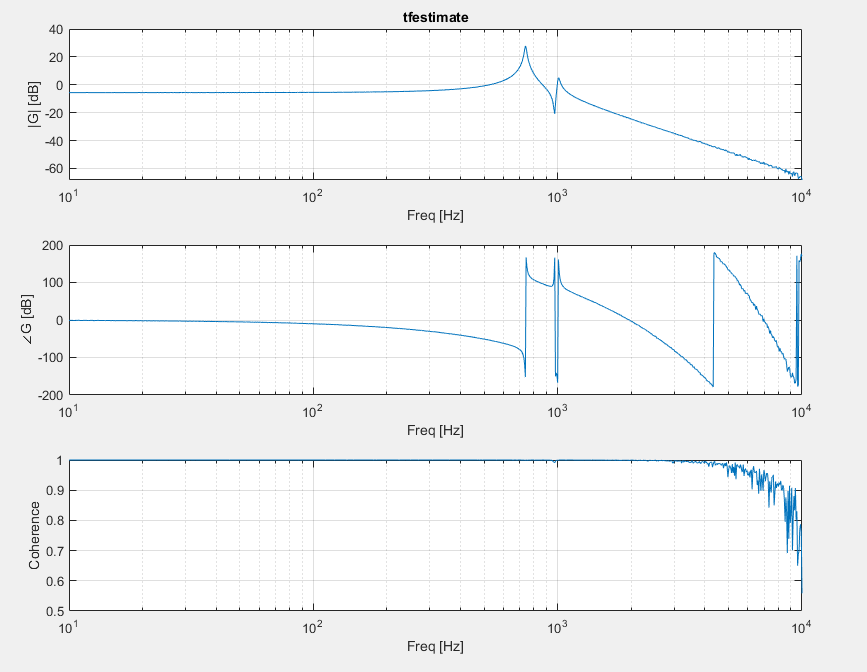 tfestimate
40
20
0
-20
-40
-60
|G| [dB]
10^1 10^2 10^3 10^4
Freq [Hz]
200
100
0
-100
-200
∠G [dB]
10^1 10^2 10^3 10^4
Freq [Hz]
1
0.9
0.8
0.7
0.6
0.5
Coherence
10^1 10^2 10^3 10^4
Freq [Hz]